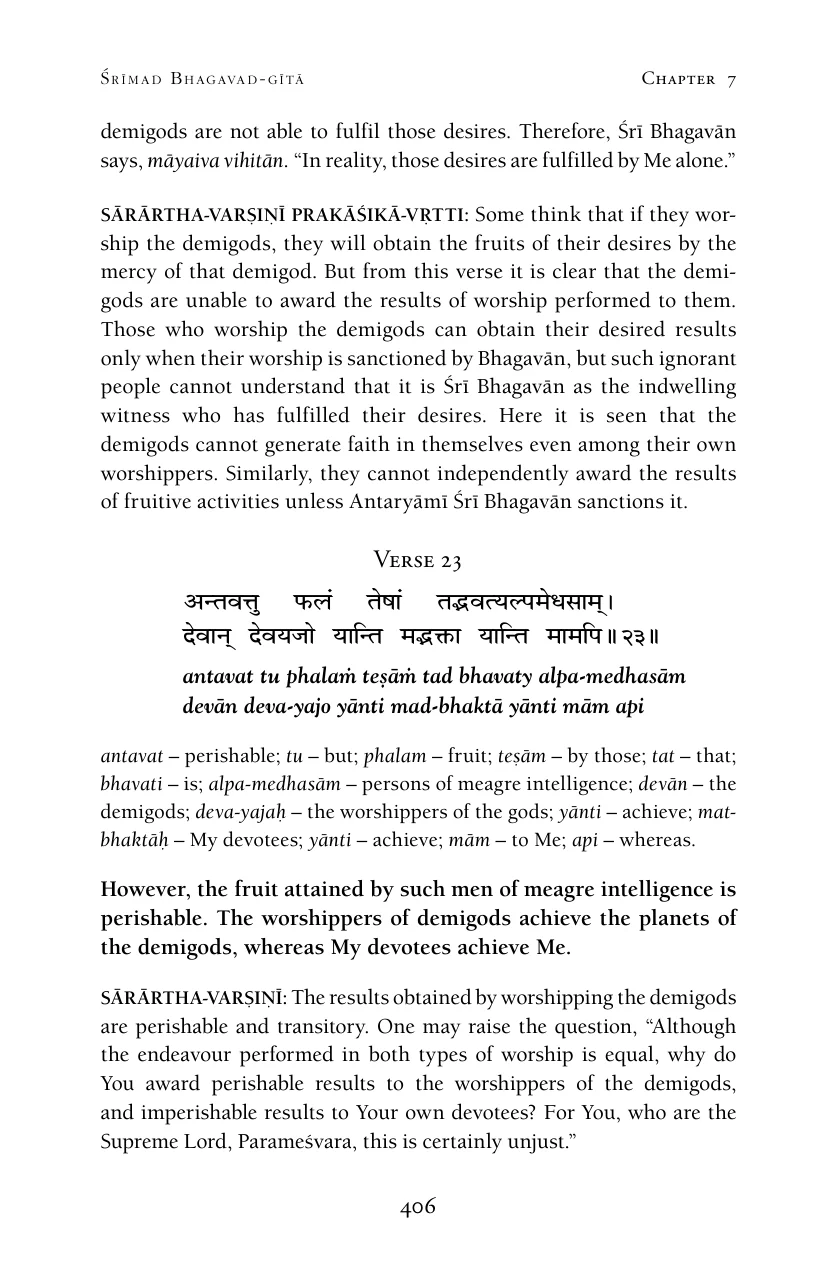 Śrīmad Bhagavad-gītā Chapter 7
demigods are not able to fulfil those desires. Therefore, Śrī Bhagavān
says, māyaiva vihitān. “In reality, those desires are fulfilled by Me alone.”
SĀRĀRTHA-VARṢIṆĪ PRAKĀŚIKĀ-VṚTTI: Some think that if they wor-
ship the demigods, they will obtain the fruits of their desires by the
mercy of that demigod. But from this verse it is clear that the demi-
gods are unable to award the results of worship performed to them.
Those who worship the demigods can obtain their desired results
only when their worship is sanctioned by Bhagavān, but such ignorant
people cannot understand that it is Śrī Bhagavān as the indwelling
witness who has fulfilled their desires. Here it is seen that the
demigods cannot generate faith in themselves even among their own
worshippers. Similarly, they cannot independently award the results
of fruitive activities unless Antaryāmī Śrī Bhagavān sanctions it.
Verse 23
अन्तवत्तु फलं तेषां तद्भवत्यल्पमेधसाम्।
देवान् देवयजो यान्ति मद्भक्ता यान्ति मामपि॥२३॥
antavat tu phalaṁ teṣāṁ tad bhavaty alpa-medhasām
devān deva-yajo yānti mad-bhaktā yānti mām api
antavat – perishable; tu – but; phalam – fruit; teṣām – by those; tat – that;
bhavati – is; alpa-medhasām – persons of meagre intelligence; devān – the
demigods; deva-yajaḥ – the worshippers of the gods; yānti – achieve; mat-
bhaktāḥ – My devotees; yānti – achieve; mām – to Me; api – whereas.
However, the fruit attained by such men of meagre intelligence is
perishable. The worshippers of demigods achieve the planets of
the demigods, whereas My devotees achieve Me.
SĀRĀRTHA-VARṢIṆĪ: The results obtained by worshipping the demigods
are perishable and transitory. One may raise the question, “Although
the endeavour performed in both types of worship is equal, why do
You award perishable results to the worshippers of the demigods,
and imperishable results to Your own devotees? For You, who are the
Supreme Lord, Parameśvara, this is certainly unjust.”
406